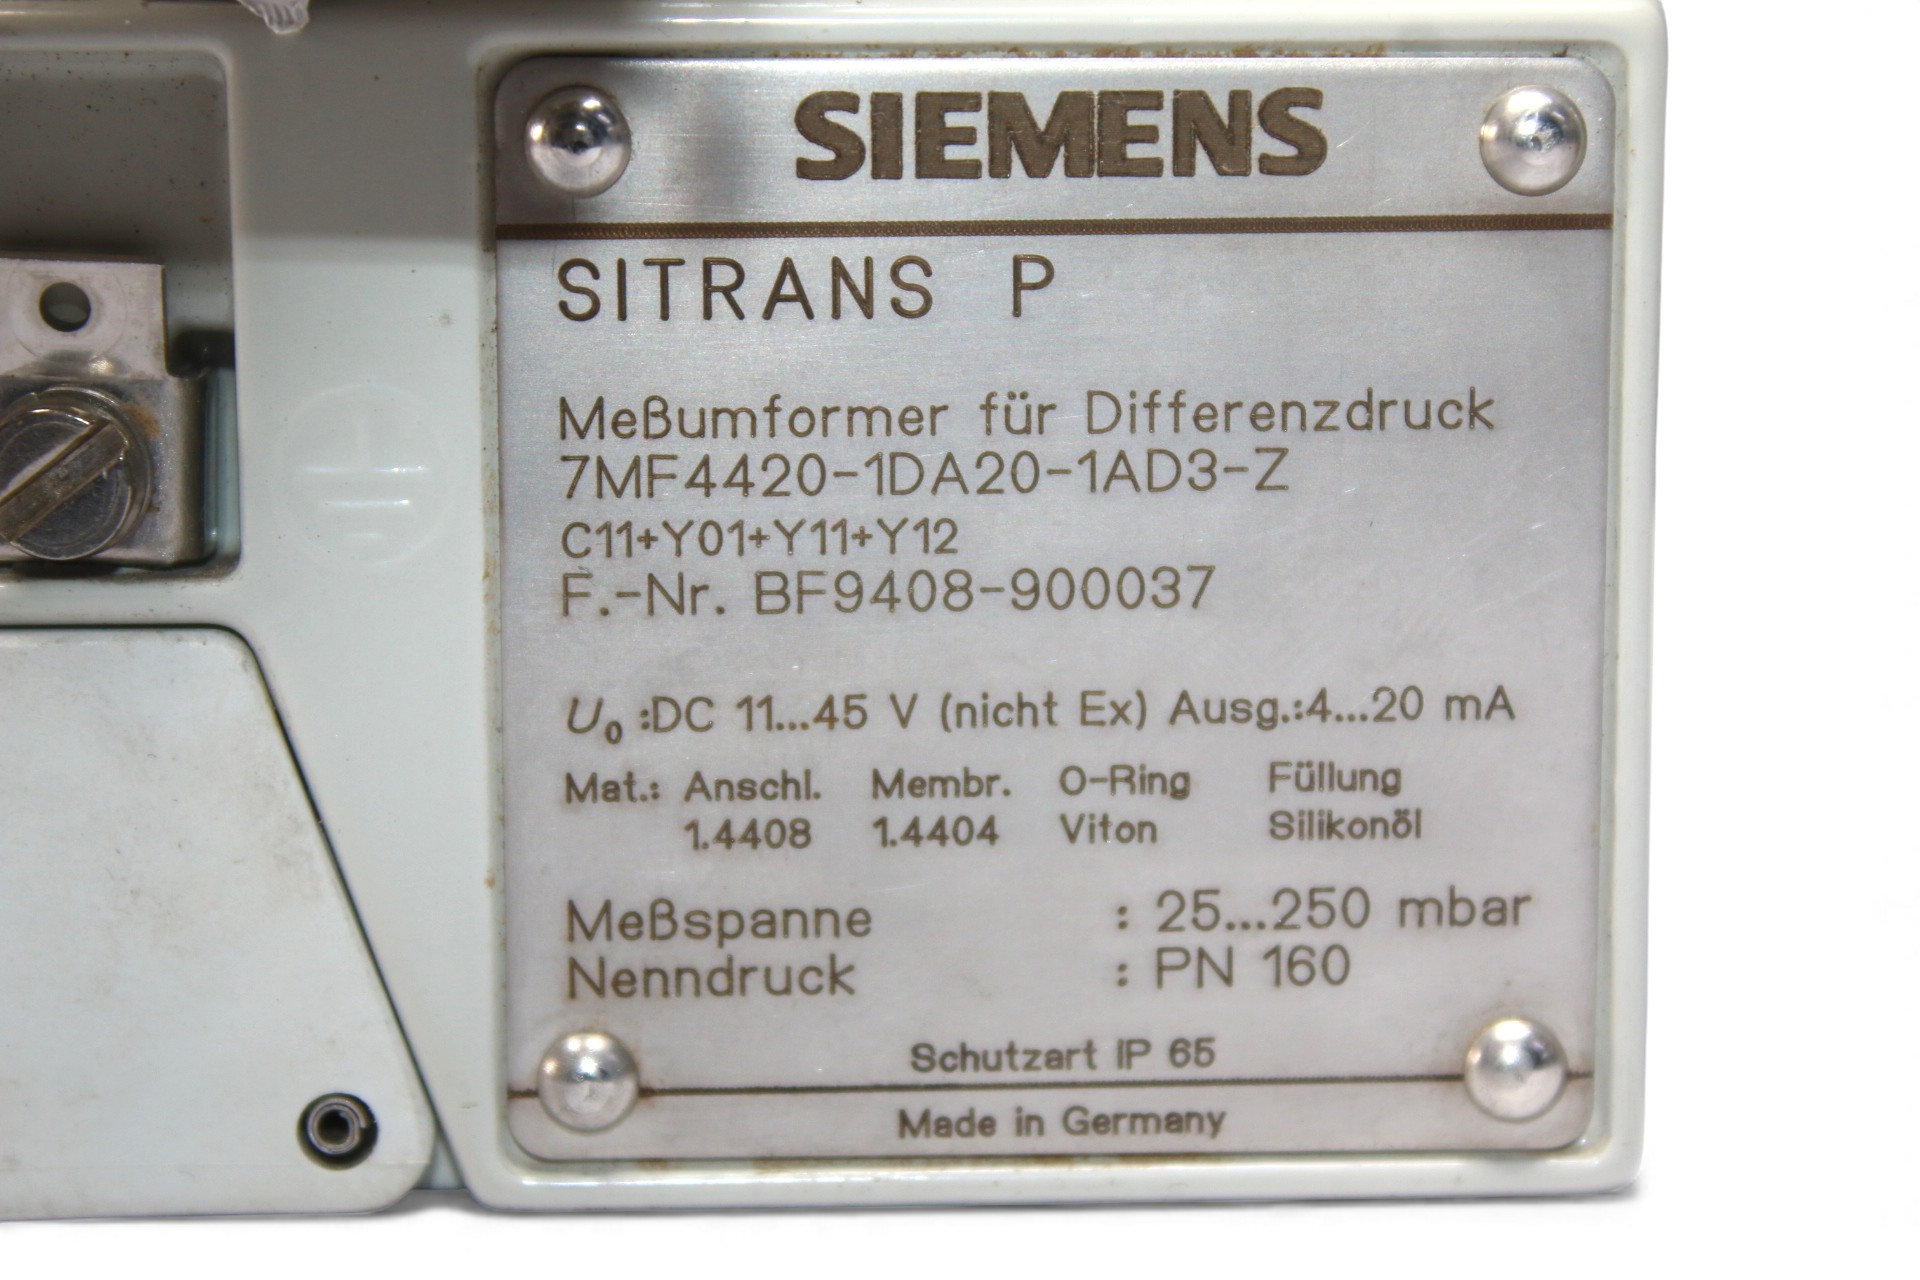 SIEMENS
SITRANS P
Meßumformer für Differenzdruck
7MF4420-1DA20-1AD3-Z
C11+Y01+Y11+Y12
F.-Nr. BF9408-900037
U₀ :DC 11...45 V (nicht Ex) Ausg.:4...20 mA
Mat.: Anschl. Membr. O-Ring Füllung
1.4408 1.4404 Viton Silikonöl
Meßspanne : 25...250 mbar
Nenndruck : PN 160
Schutzart IP 65
Made in Germany